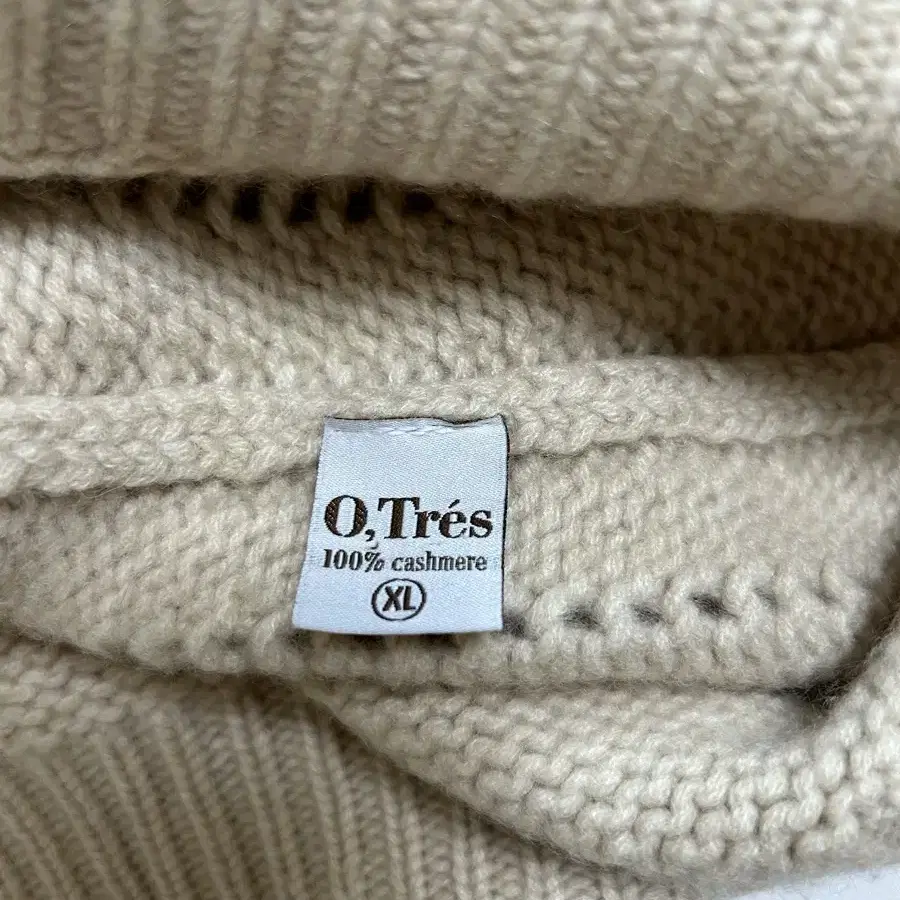 O,Trés
100% cashmere
XL